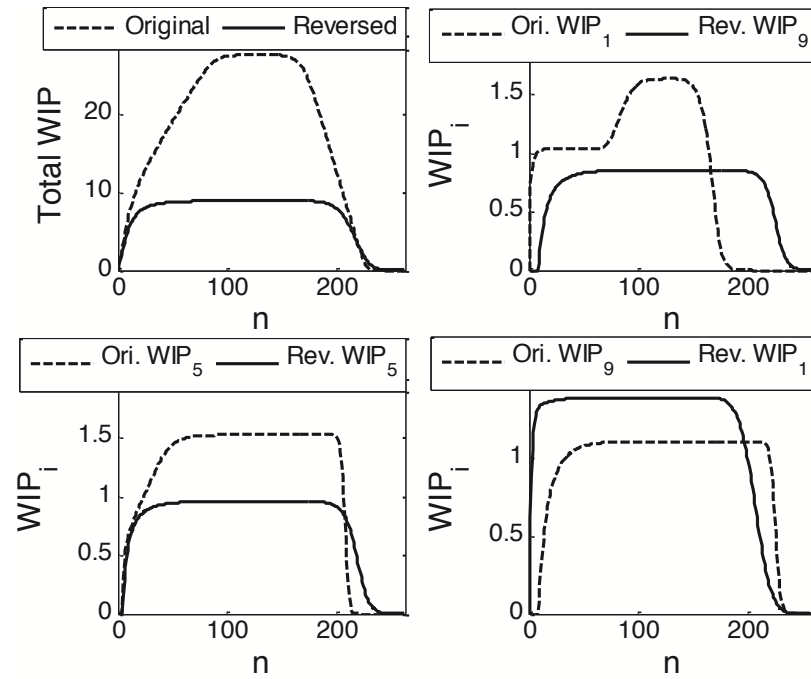 Original Reversed
Total WIP
20
10
0
0 100 200
n
Ori. WIP1 Rev. WIP9
WIPi
1.5
1
0.5
0
0 100 200
n
Ori. WIP5 Rev. WIP5
WIPi
1.5
1
0.5
0
0 100 200
n
Ori. WIP9 Rev. WIP1
WIPi
1
0.5
0
0 100 200
n